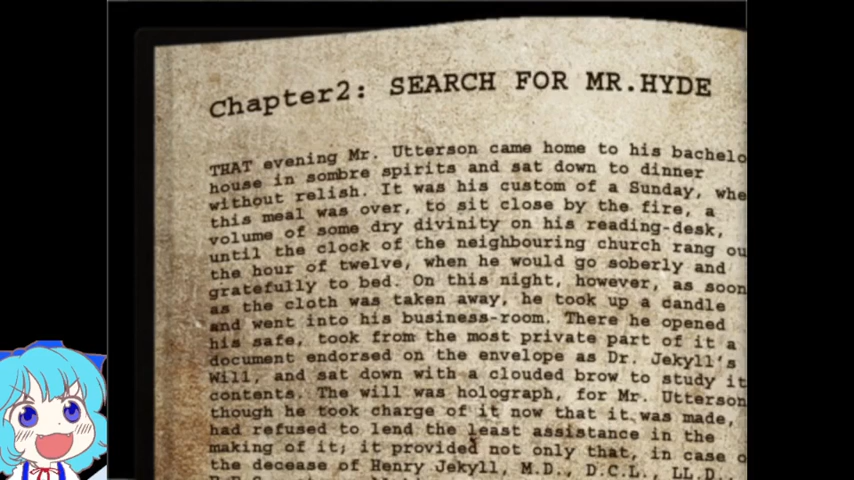 Chapter2: SEARCH FOR MR.HYDE
THAT evening Mr. Utterson came home to his bachelo
house in sombre spirits and sat down to dinner
without relish. It was his custom of a Sunday, whe
this meal was over, to sit close by the fire, a
volume of some dry divinity on his reading-desk,
until the clock of the neighbouring church rang ou
the hour of twelve, when he would go soberly and
gratefully to bed. On this night, however, as soon
as the cloth was taken away, he took up a candle
and went into his business-room. There he opened
his safe, took from the most private part of it a
document endorsed on the envelope as Dr. Jekyll's
Will, and sat down with a clouded brow to study it
contents. The will was holograph, for Mr. Utterson
though he took charge of it now that it was made,
had refused to lend the least assistance in the
making of it; it provided not only that, in case o
the decease of Henry Jekyll, M.D., D.C.L., LL.D.,